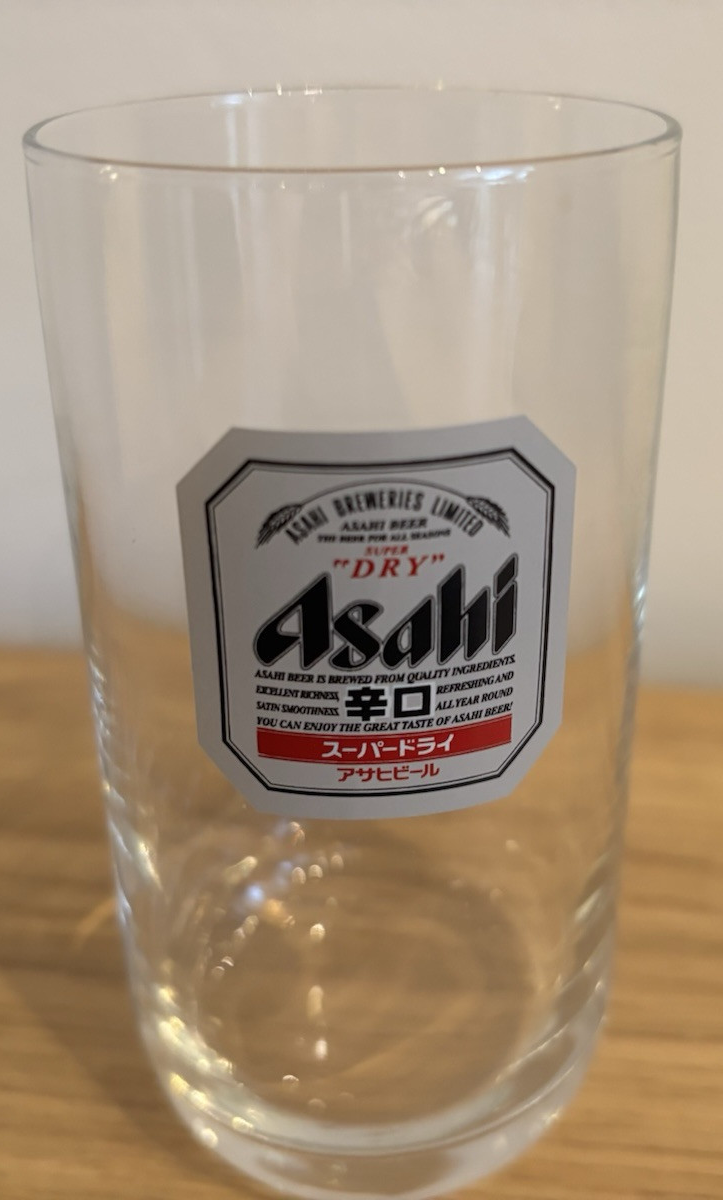 ASAHI BREWERIES LIMITED
ASAHI BEER
THE BEER FOR ALL SEASONS
SUPER
"DRY"
Asahi
ASAHI BEER IS BREWED FROM QUALITY INGREDIENTS.
EXCELLENT RICHNESS, 辛口 REFRESHING AND
SATIN SMOOTHNESS. ALL YEAR ROUND
YOU CAN ENJOY THE GREAT TASTE OF ASAHI BEER!
スーパードライ
アサヒビール